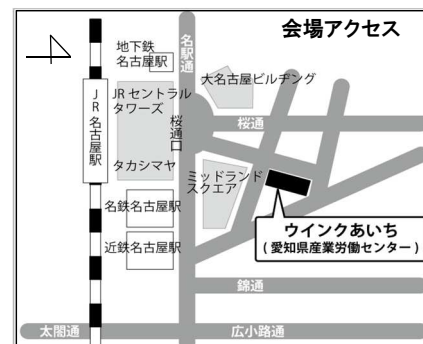 会場アクセス
地下鉄
名古屋駅
名駅通
大名古屋ビルヂング
JR名古屋駅
JRセントラル
タワーズ
桜通口
桜通
タカシマヤ
ミッドランド
スクエア
名鉄名古屋駅
ウインクあいち
(愛知県産業労働センター)
近鉄名古屋駅
錦通
太閤通
広小路通